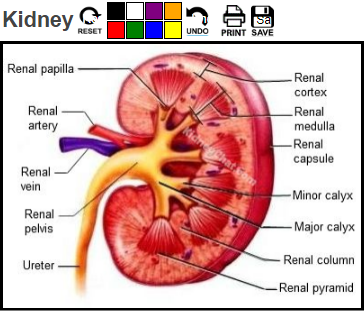 Kidney
RESET
UNDO
PRINT
SAVE
Sa
Renal papilla
Renal
artery
Renal
vein
Renal
pelvis
Ureter
Renal
cortex
Renal
medulla
Renal
capsule
Minor calyx
Major calyx
Renal column
Renal pyramid